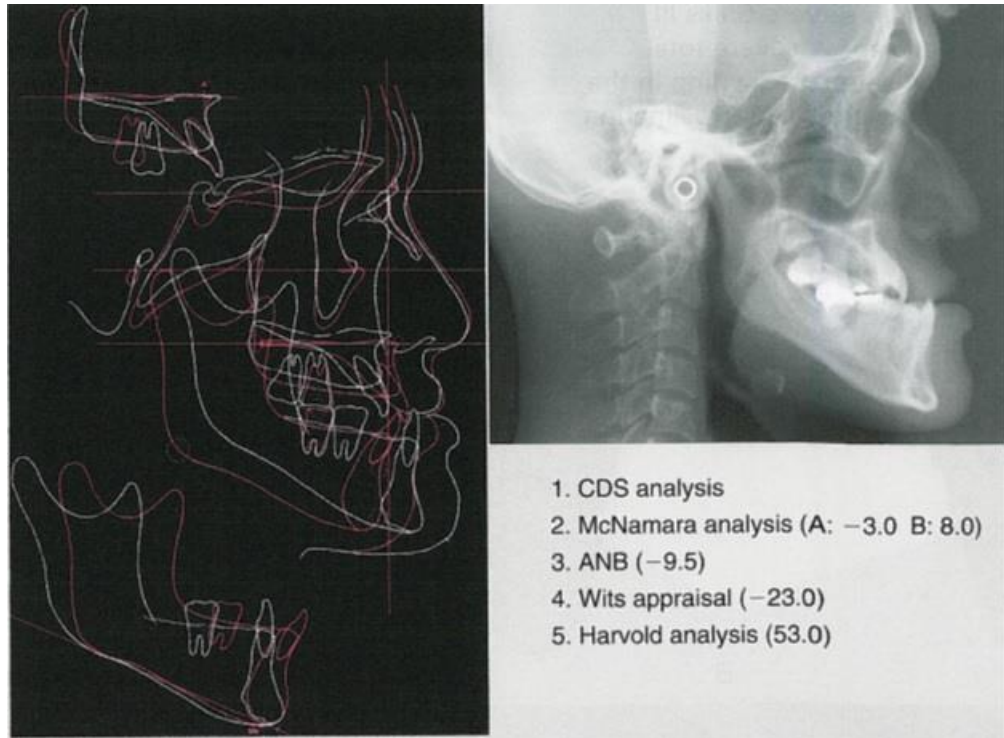 1. CDS analysis
2. McNamara analysis (A: −3.0 B: 8.0)
3. ANB (−9.5)
4. Wits appraisal (−23.0)
5. Harvold analysis (53.0)